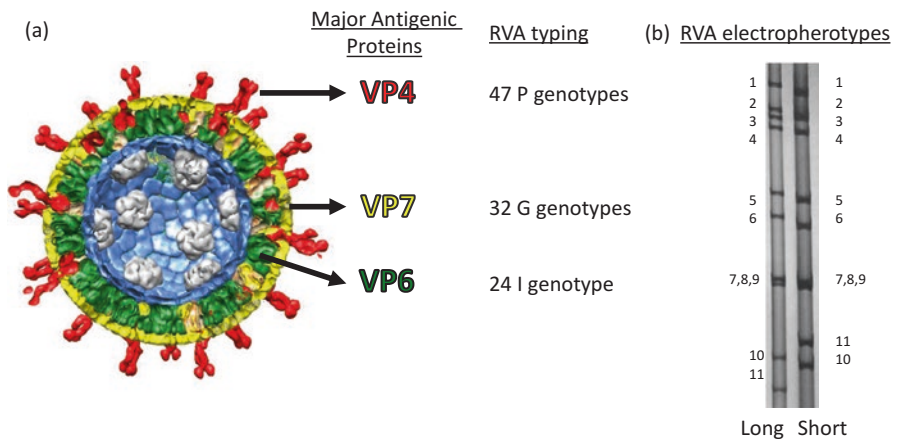 (a)
Major Antigenic
Proteins
RVA typing
VP4
47 P genotypes
VP7
32 G genotypes
VP6
24 I genotype
(b) RVA electropherotypes
1 1
2 2
3 3
4 4
5 5
6 6
7,8,9 7,8,9
11
10 10
11
Long Short